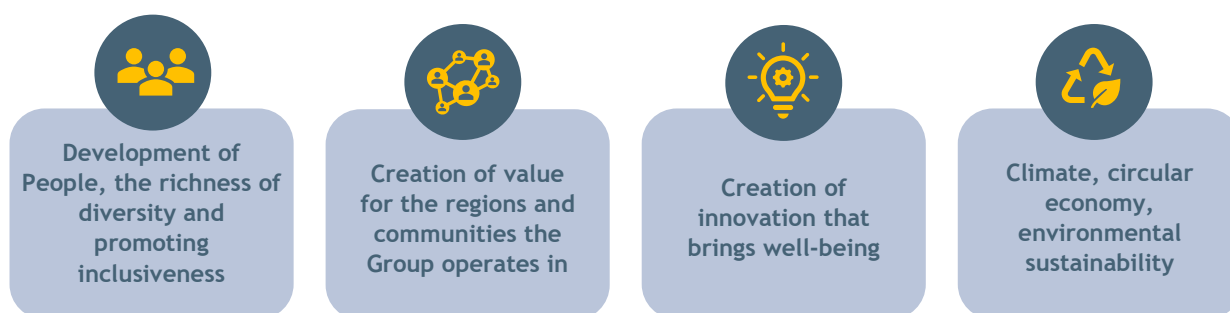 Development of
People, the richness of
diversity and
promoting
inclusiveness
Creation of value
for the regions and
communities the
Group operates in
Creation of
innovation that
brings well-being
Climate, circular
economy,
environmental
sustainability